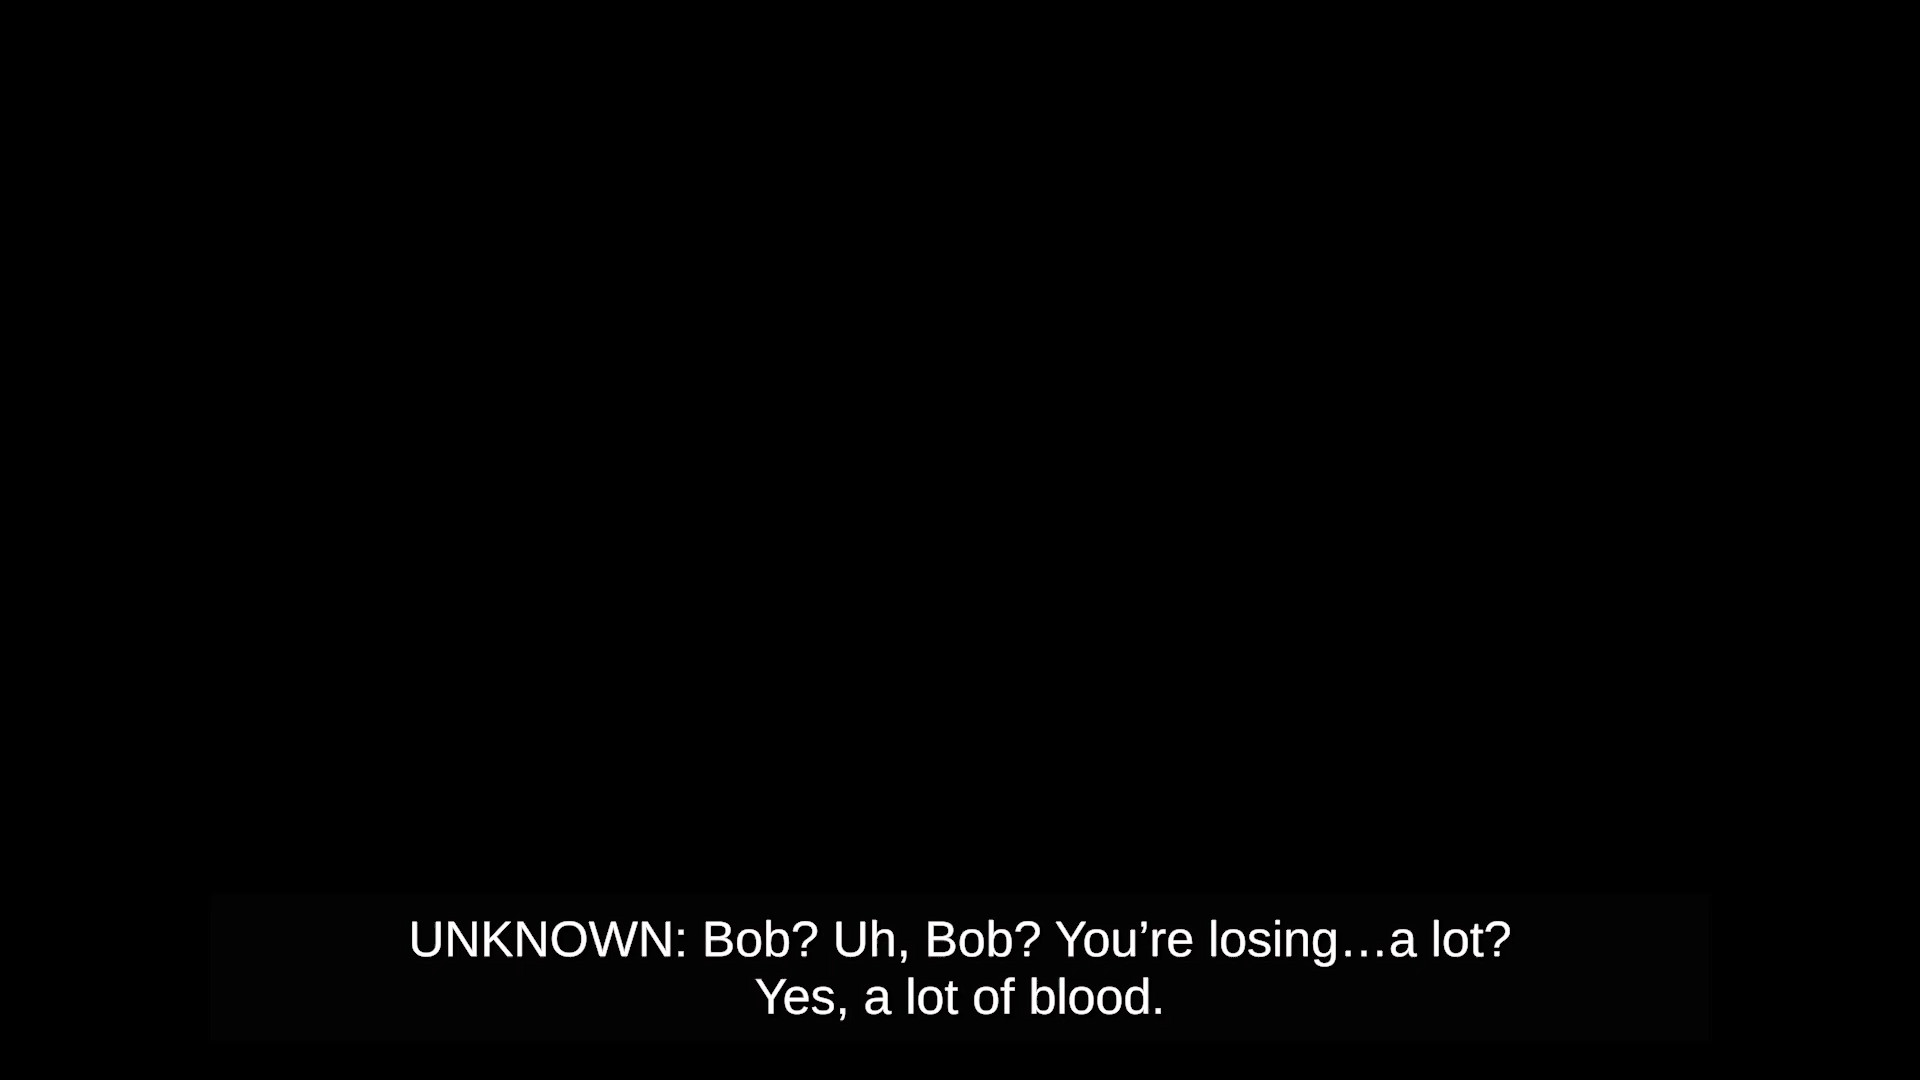 UNKNOWN: Bob? Uh, Bob? You’re losing…a lot?
Yes, a lot of blood.